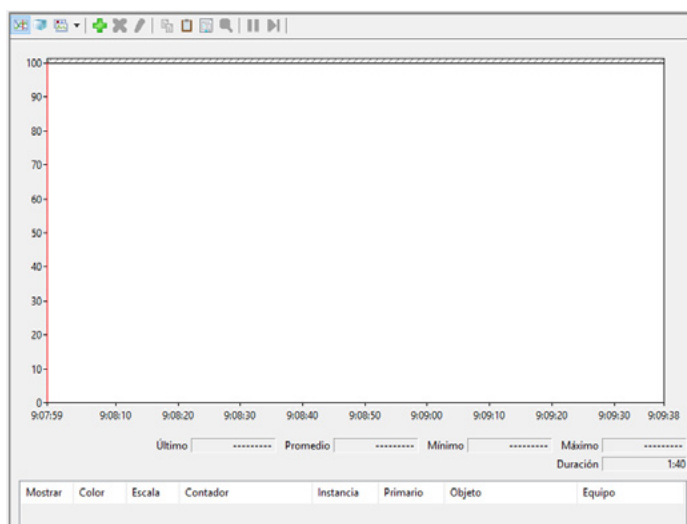 100
90
80
70
60
50
40
30
20
10
0
9:07:59 9:08:10 9:08:20 9:08:30 9:08:40 9:08:50 9:09:00 9:09:10 9:09:20 9:09:30 9:09:38
Último --------- Promedio --------- Mínimo --------- Máximo ---------
Duración 1:40
Mostrar Color Escala Contador Instancia Primario Objeto Equipo